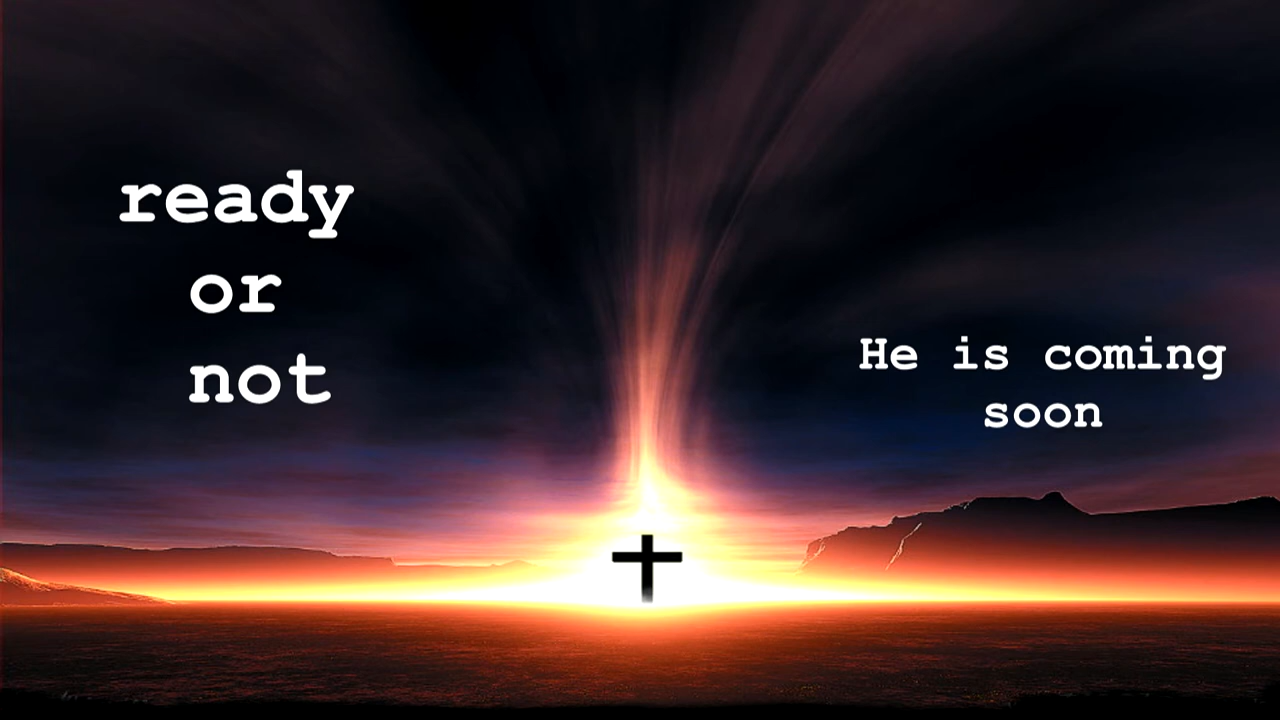 ready
or
not
He is coming
soon